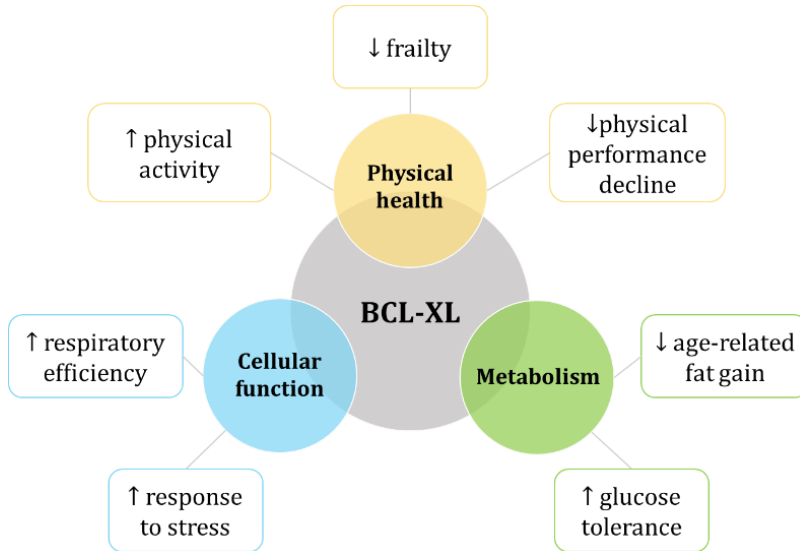 ↓ frailty
↑ physical
activity
↓physical
performance
decline
Physical
health
BCL-XL
↑ respiratory
efficiency
Cellular
function
Metabolism
↓ age-related
fat gain
↑ response
to stress
↑ glucose
tolerance